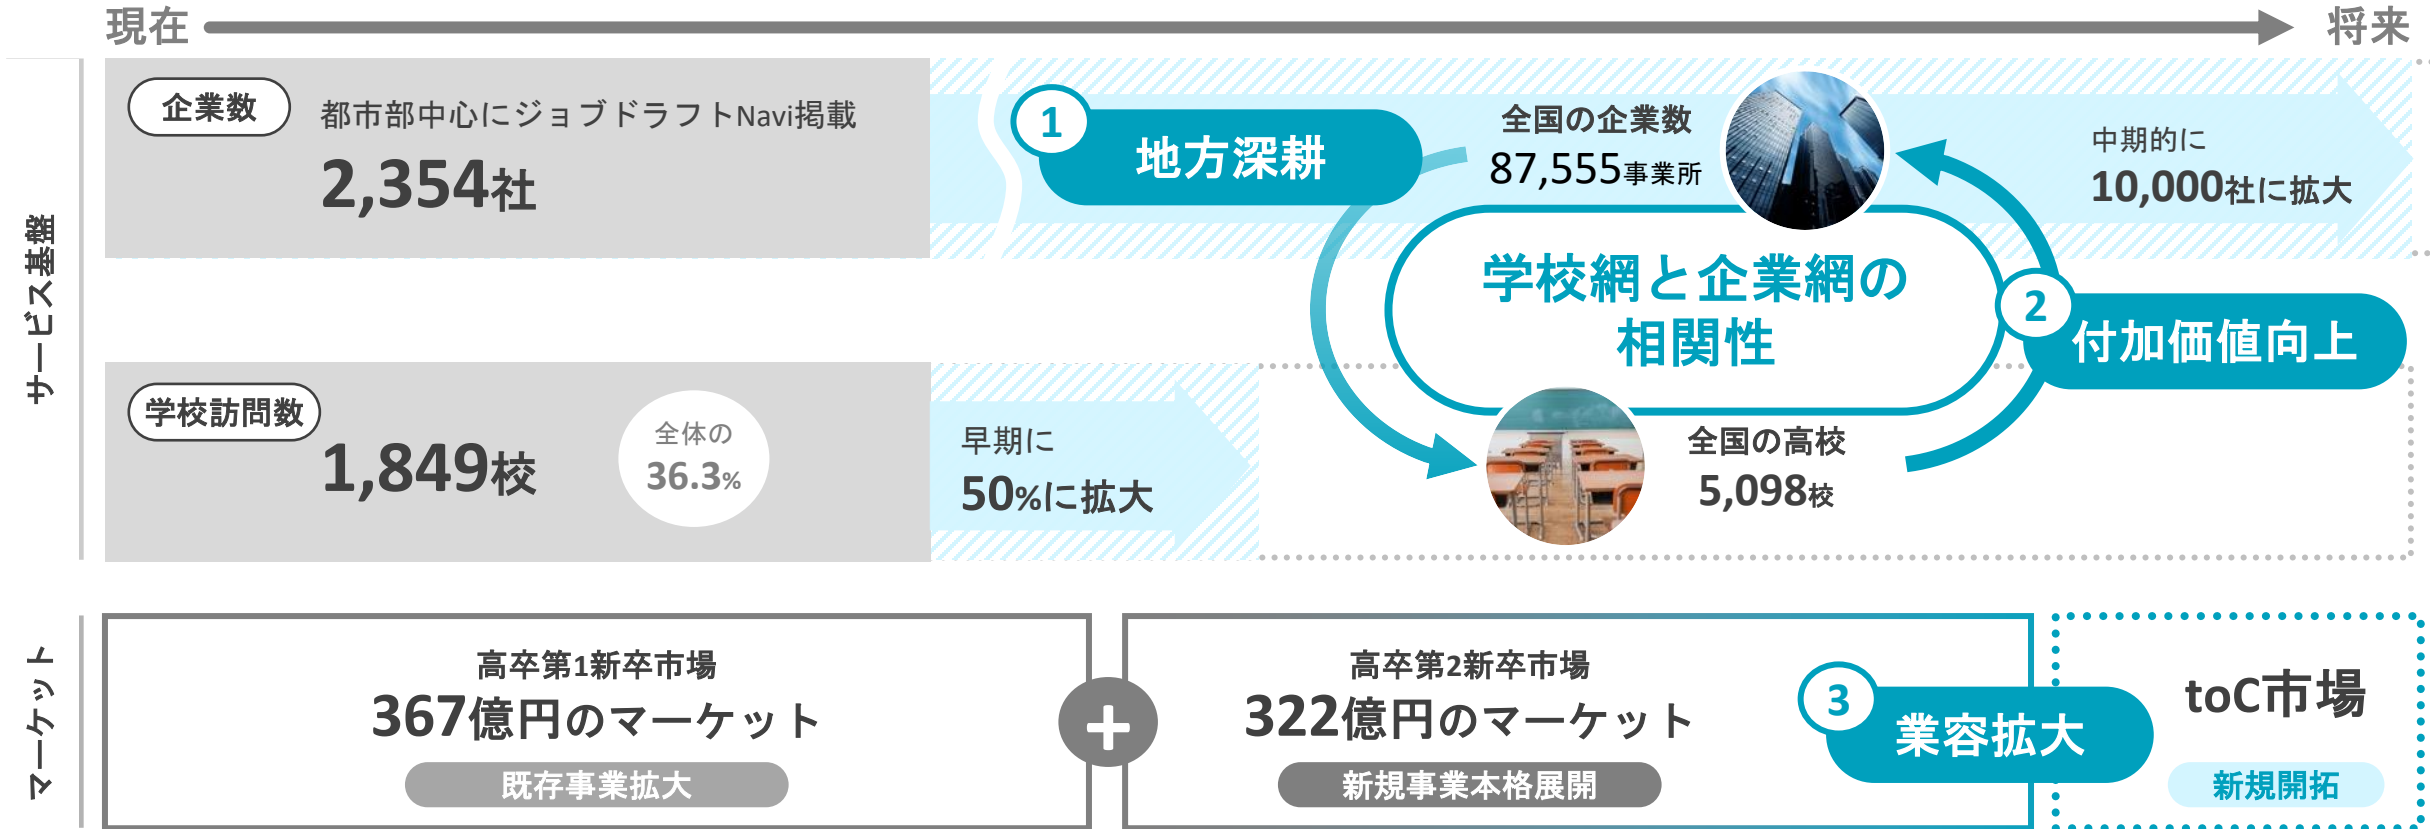 現在
将来
サービス基盤
企業数
都市部中心にジョブドラフトNavi掲載
2,354社
1
地方深耕
全国の企業数
87,555事業所
中期的に
10,000社に拡大
学校網と企業網の
相関性
2
付加価値向上
学校訪問数
1,849校
全体の
36.3%
早期に
50%に拡大
全国の高校
5,098校
マーケット
高卒第1新卒市場
367億円のマーケット
既存事業拡大
+
高卒第2新卒市場
322億円のマーケット
新規事業本格展開
3
業容拡大
toC市場
新規開拓